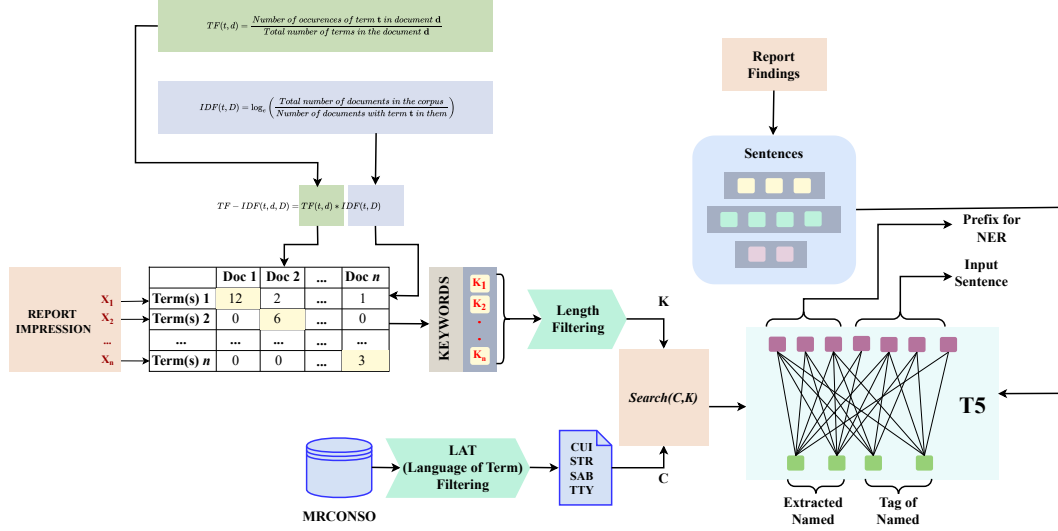 TF(t,d) = Number of occurences of term t in document d / Total number of terms in the document d
IDF(t,D) = log_e ( Total number of documents in the corpus / Number of documents with term t in them )
TF − IDF(t,d,D) = TF(t,d) * IDF(t,D)
REPORT
IMPRESSION
X1
X2
...
Xn
Doc 1 Doc 2 ... Doc n
Term(s) 1 12 2 ... 1
Term(s) 2 0 6 ... 0
... ... ... ... ...
Term(s) n 0 0 ... 3
KEYWORDS
K1
K2
.
.
Kn
Length
Filtering
K
Search(C,K)
C
MRCONSO
LAT
(Language of Term)
Filtering
CUI
STR
SAB
TTY
Report
Findings
Sentences
Prefix for
NER
Input
Sentence
T5
Extracted
Named
Tag of
Named